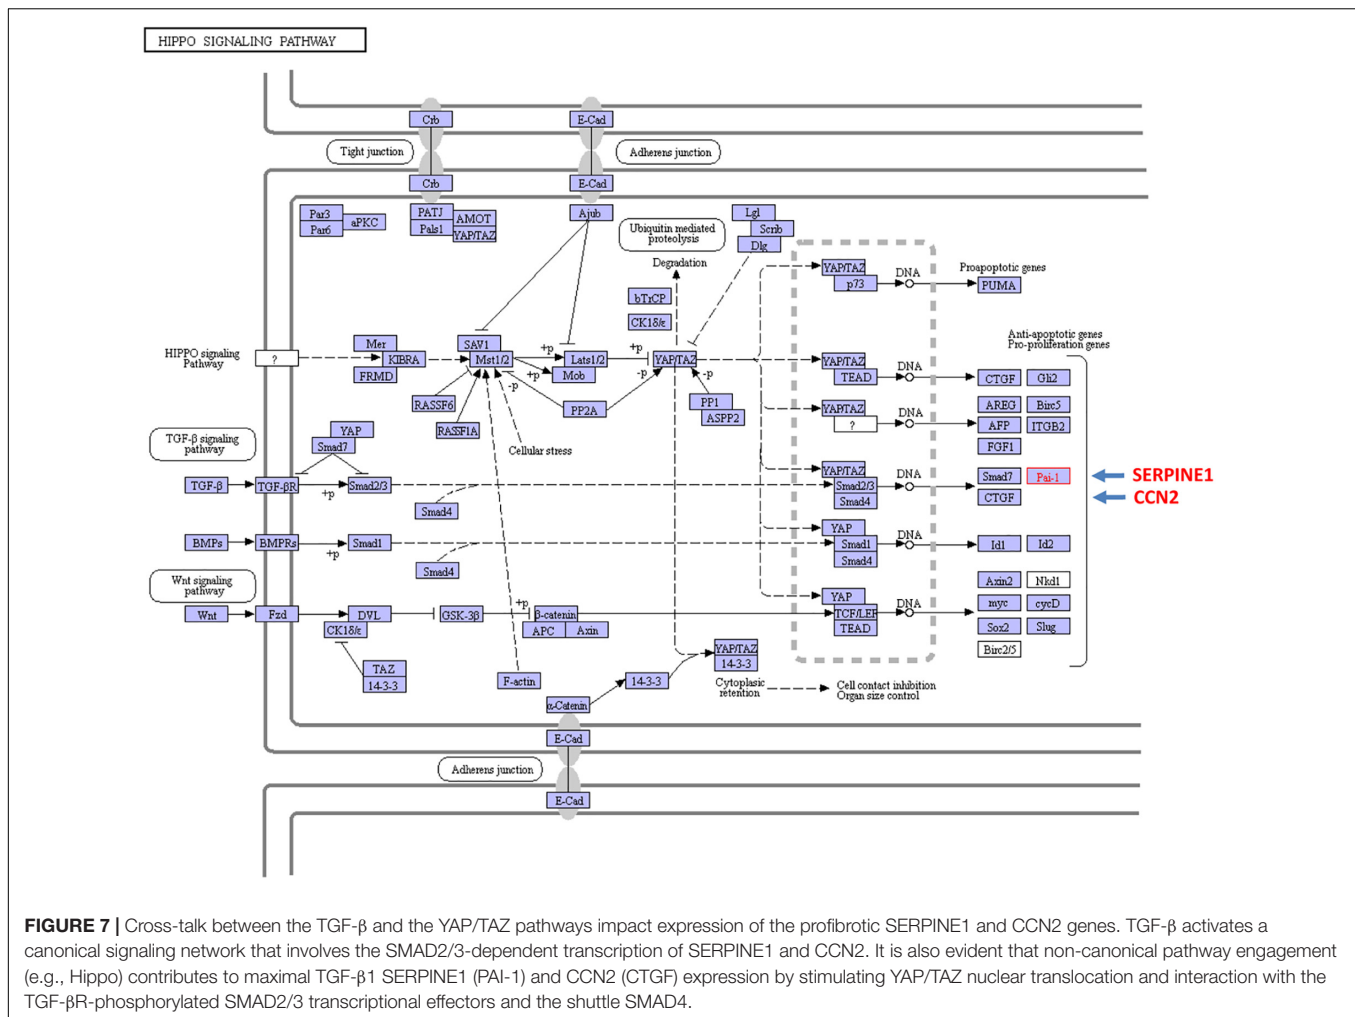 HIPPO SIGNALING PATHWAY
Crb
E-Cad
Tight junction
Adherens junction
Crb
E-Cad
Par3
Par6
aPKC
PATJ
Pals1
AMOT
YAP/TAZ
Ajub
Ubiquitin mediated
proteolysis
Degradation
Lgl
Scrib
Dlg
bTrCP
CK1δ/ε
YAP/TAZ
p73
DNA
Proapoptotic genes
PUMA
Anti-apoptotic genes
Pro-proliferation genes
HIPPO signaling
Pathway
?
Mer
KIBRA
FRMD
SAV1
Mst1/2
+p
Lats1/2
+p
YAP/TAZ
+p
Mob
-p
-p
-p
RASSF6
RASSF1A
PP2A
PP1
ASPP2
Cellular stress
YAP/TAZ
TEAD
DNA
CTGF
Gli2
YAP/TAZ
?
DNA
AREG
Birc5
AFP
ITGB2
FGF1
TGF-β signaling
pathway
YAP
Smad7
TGF-β
TGF-βR
+p
Smad2/3
Smad4
YAP/TAZ
Smad2/3
Smad4
DNA
Smad7
Pai-1
SERPINE1
CTGF
CCN2
BMPs
BMPRs
+p
Smad1
Smad4
YAP
Smad1
Smad4
DNA
Id1
Id2
Wnt signaling
pathway
Wnt
Fzd
DVL
CK1δ/ε
GSK-3β
+p
β-catenin
APC
Axin
YAP
TCF/LEF
TEAD
DNA
Axin2
Nkd1
myc
cycD
Sox2
Slug
Birc2/5
TAZ
14-3-3
F-actin
14-3-3
YAP/TAZ
14-3-3
Cytoplasic
retention
Cell contact inhibition
Organ size control
α-Catenin
E-Cad
Adherens junction
E-Cad
FIGURE 7 | Cross-talk between the TGF-β and the YAP/TAZ pathways impact expression of the profibrotic SERPINE1 and CCN2 genes. TGF-β activates a
canonical signaling network that involves the SMAD2/3-dependent transcription of SERPINE1 and CCN2. It is also evident that non-canonical pathway engagement
(e.g., Hippo) contributes to maximal TGF-β1 SERPINE1 (PAI-1) and CCN2 (CTGF) expression by stimulating YAP/TAZ nuclear translocation and interaction with the
TGF-βR-phosphorylated SMAD2/3 transcriptional effectors and the shuttle SMAD4.